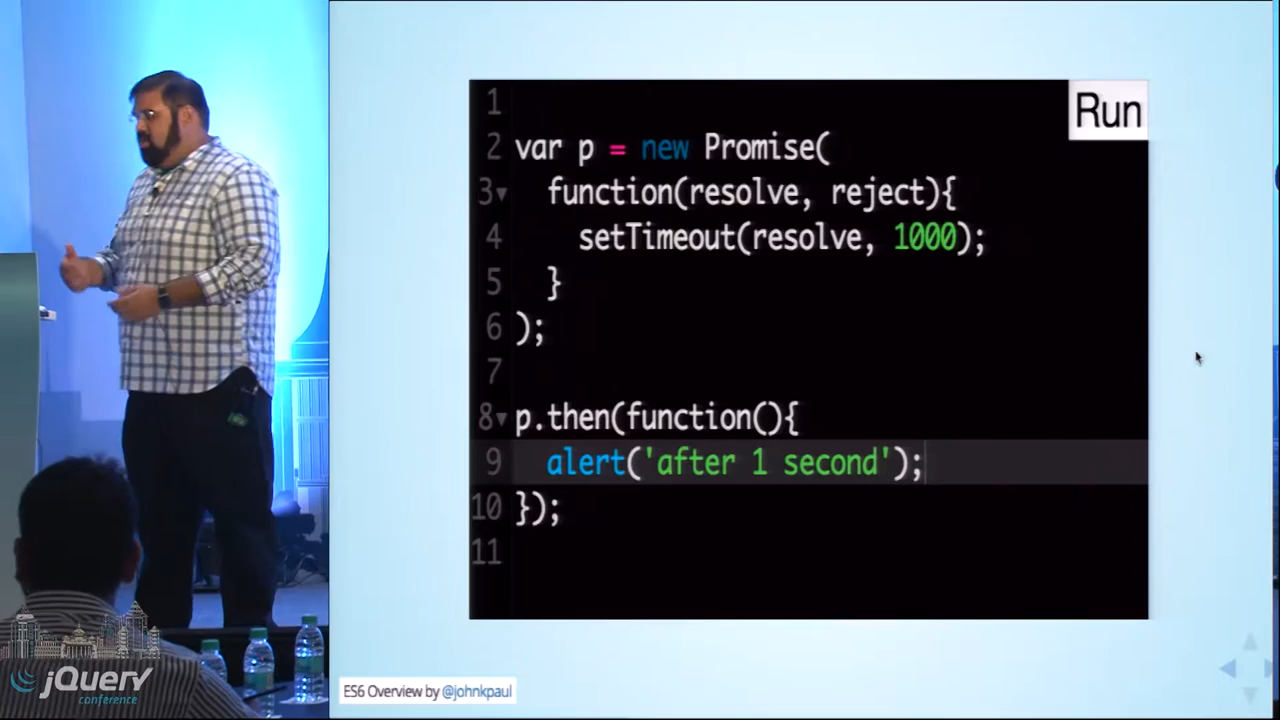 Run
1
2 var p = new Promise(
3 function(resolve, reject){
4 setTimeout(resolve, 1000);
5 }
6 );
7
8 p.then(function(){
9 alert('after 1 second');
10 });
11
ES6 Overview by @johnkpaul
jQuery
conference